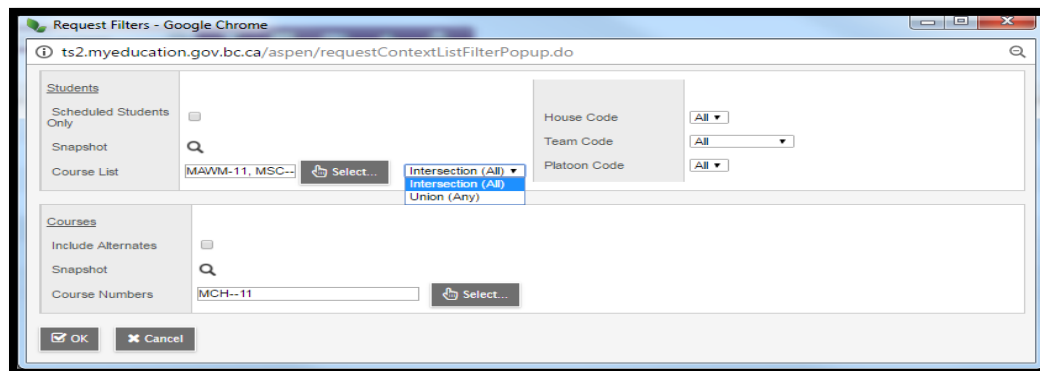 Request Filters - Google Chrome
ts2.myeducation.gov.bc.ca/aspen/requestContextListFilterPopup.do
Students
Scheduled Students Only
Snapshot
Course List MAWM-11, MSC-- Select... Intersection (All)
Intersection (All)
Union (Any)
House Code All
Team Code All
Platoon Code All
Courses
Include Alternates
Snapshot
Course Numbers MCH--11 Select...
OK Cancel